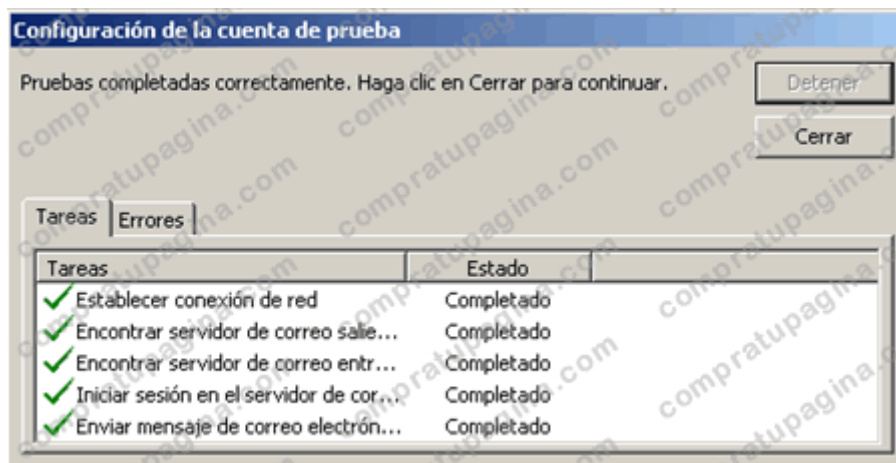 Configuración de la cuenta de prueba
Pruebas completadas correctamente. Haga clic en Cerrar para continuar.
Detener
Cerrar
Tareas Errores
Tareas Estado
Establecer conexión de red Completado
Encontrar servidor de correo salie... Completado
Encontrar servidor de correo entr... Completado
Iniciar sesión en el servidor de cor... Completado
Enviar mensaje de correo electrón... Completado
compratupagina.com